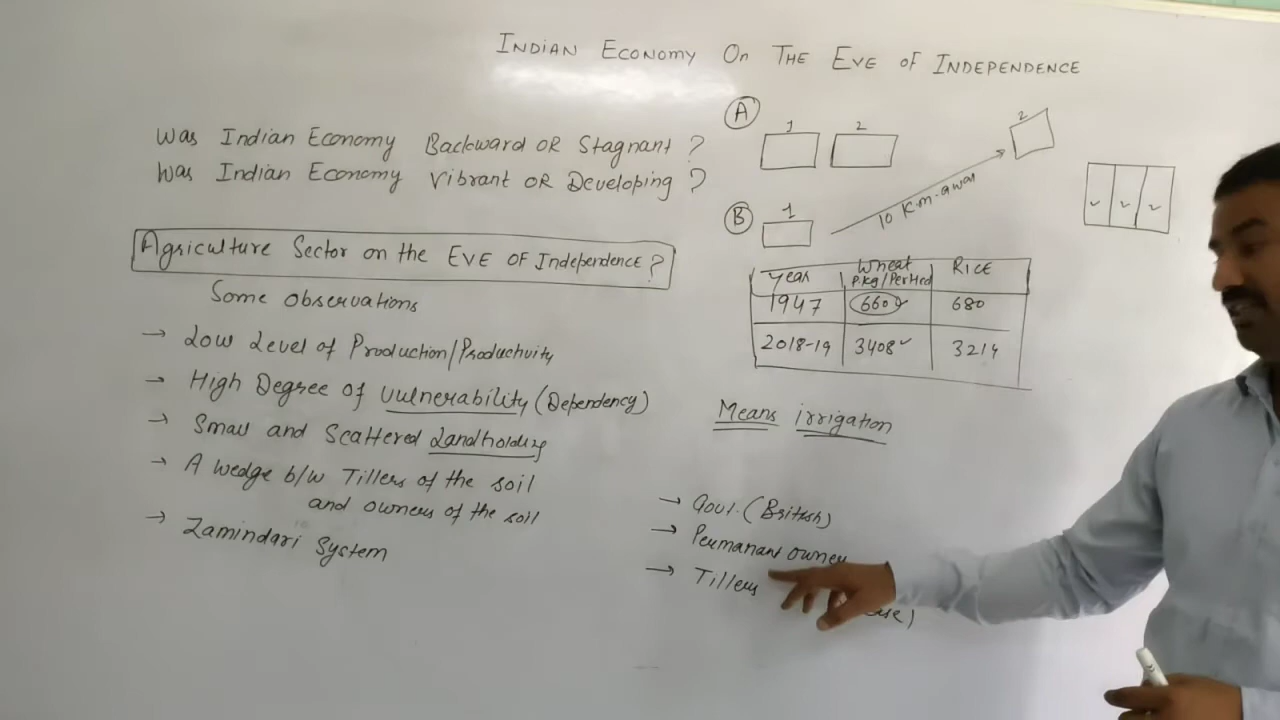 INDIAN ECONOMY ON THE EVE OF INDEPENDENCE
Was Indian Economy Backward OR Stagnant ?
Was Indian Economy Vibrant OR Developing ?
Agriculture Sector on the EVE OF Independence ?
Some Observations
→ Low Level of Production/Productivity
→ High Degree of Vulnerability (Dependency)
→ Small and Scattered Landholding
→ A wedge b/w Tillers of the soil
and owners of the soil
→ Zamindari System
A
1 2
2
B
1
10 K.m. away
Year Wheat RICE
P.kg/Perhed
1947 660 680
2018-19 3408 3214
Means irrigation
→ Govt. (British)
→ Permanant owner
→ Tillers